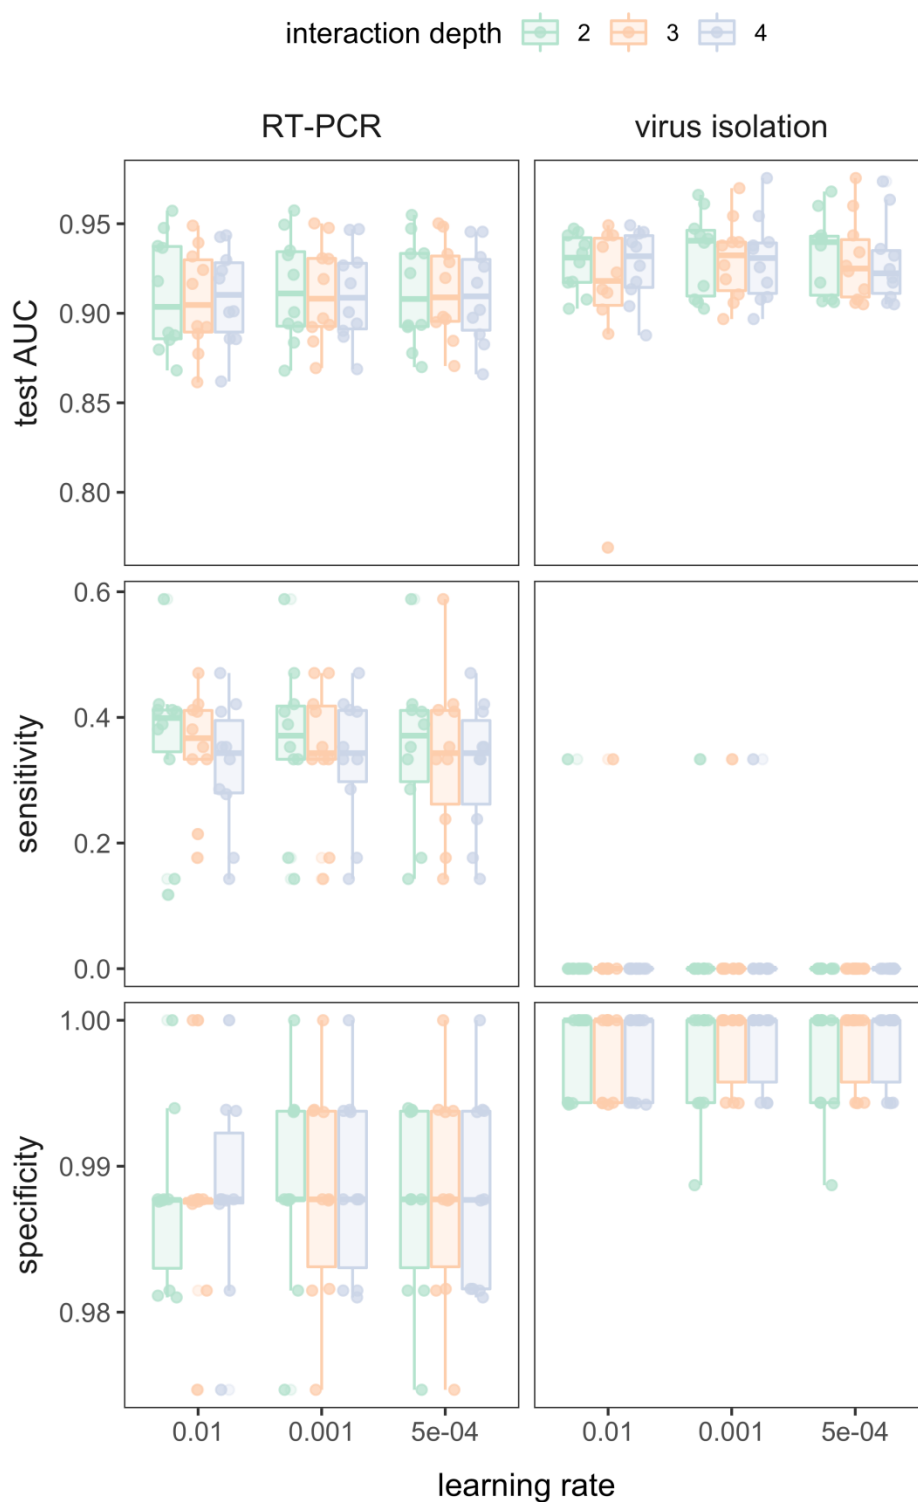 interaction depth 2 3 4
RT-PCR virus isolation
test AUC
0.95
0.90
0.85
0.80
sensitivity
0.6
0.4
0.2
0.0
specificity
1.00
0.99
0.98
0.01 0.001 5e-04 0.01 0.001 5e-04
learning rate